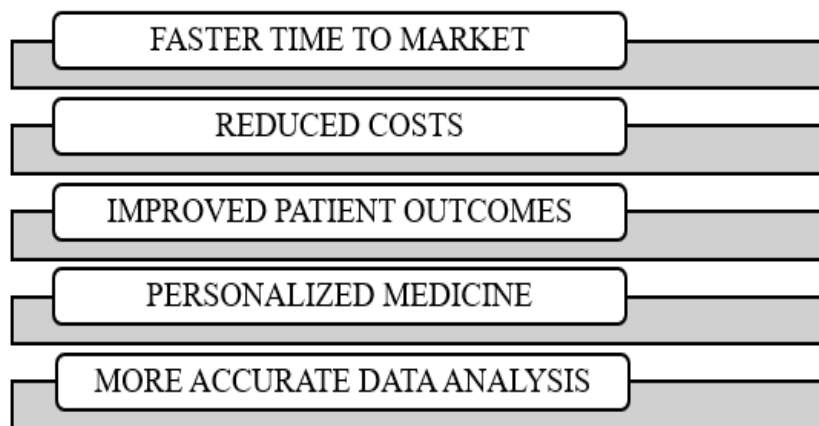 FASTER TIME TO MARKET
REDUCED COSTS
IMPROVED PATIENT OUTCOMES
PERSONALIZED MEDICINE
MORE ACCURATE DATA ANALYSIS